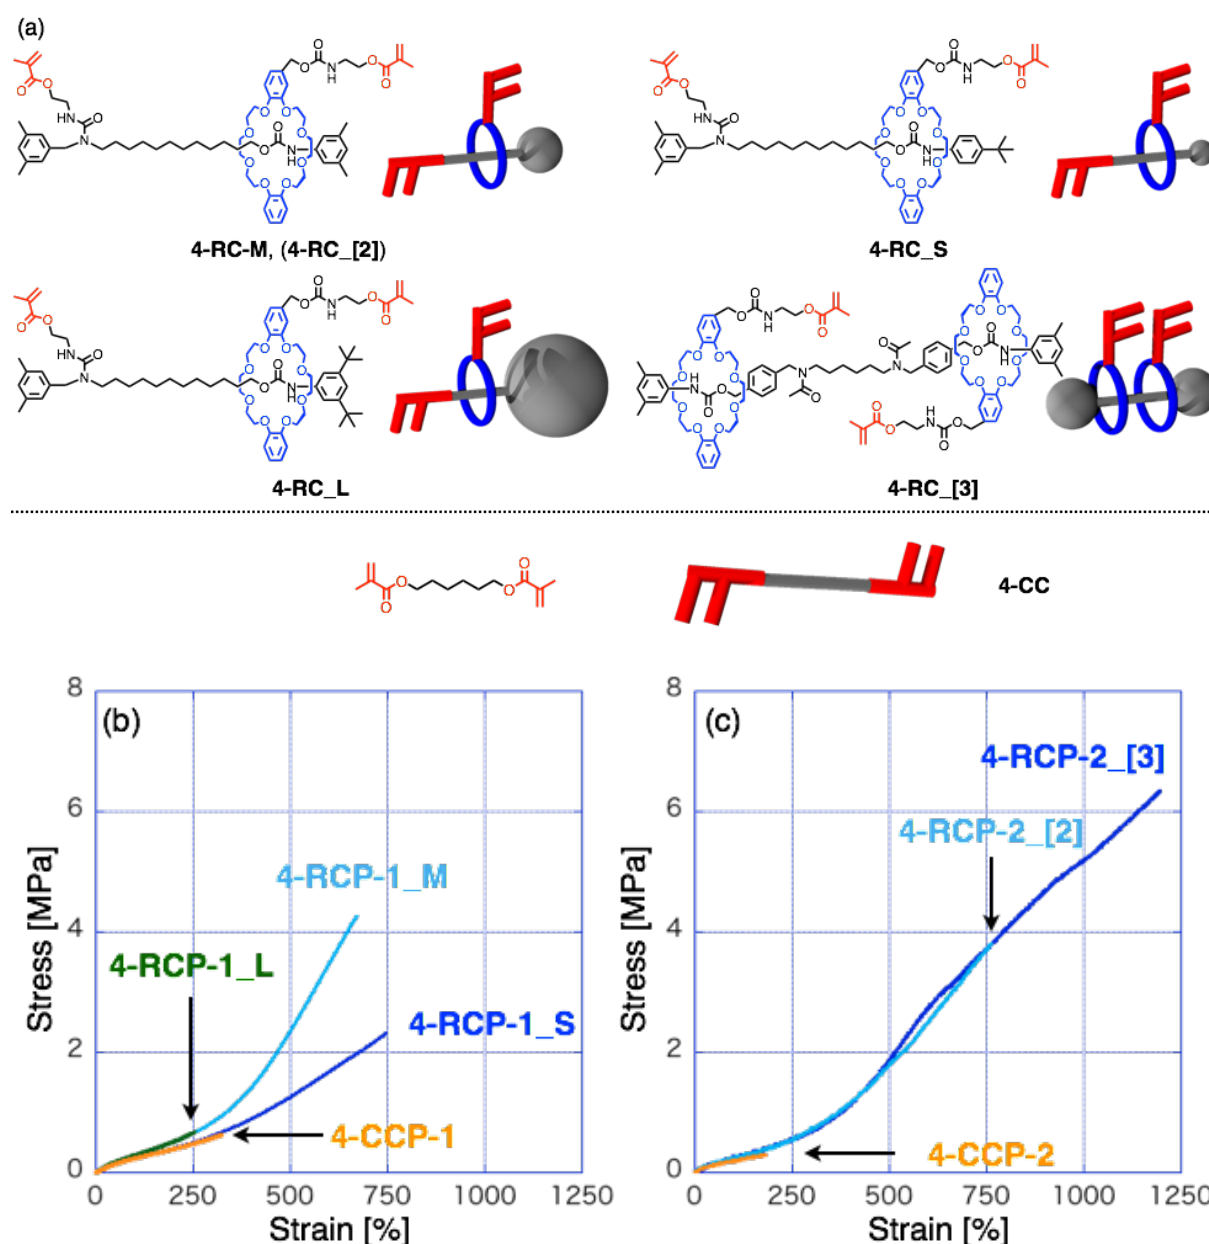 (a)
4-RC-M, (4-RC_[2])
4-RC_S
4-RC_L
4-RC_[3]
4-CC
(b)
8
6
4
2
0
Stress [MPa]
4-RCP-1_M
4-RCP-1_L
4-RCP-1_S
4-CCP-1
0 250 500 750 1000 1250
Strain [%]
(c)
8
6
4
2
0
Stress [MPa]
4-RCP-2_[3]
4-RCP-2_[2]
4-CCP-2
0 250 500 750 1000 1250
Strain [%]